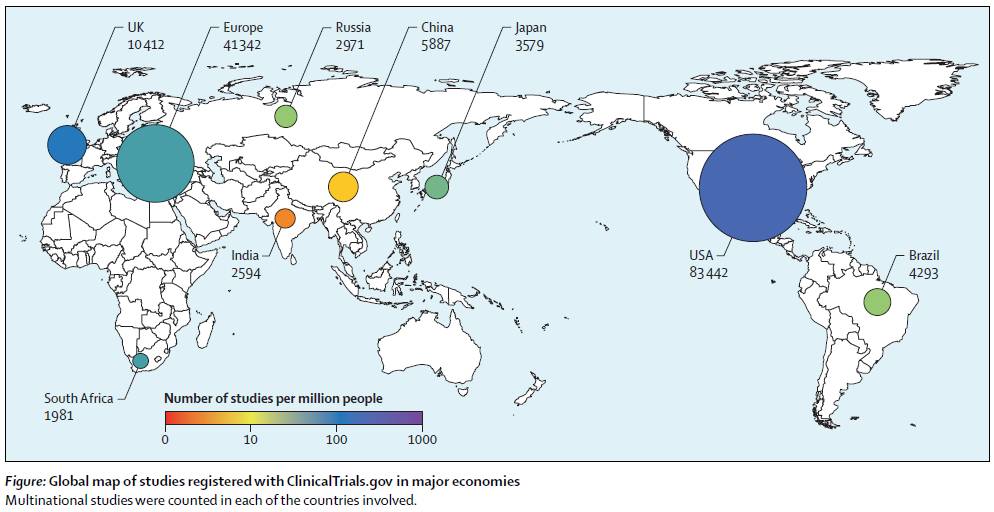 UK
10 412
Europe
41 342
Russia
2971
China
5887
Japan
3579
India
2594
USA
83 442
Brazil
4293
South Africa
1981
Number of studies per million people
0 10 100 1000
Figure: Global map of studies registered with ClinicalTrials.gov in major economies
Multinational studies were counted in each of the countries involved.